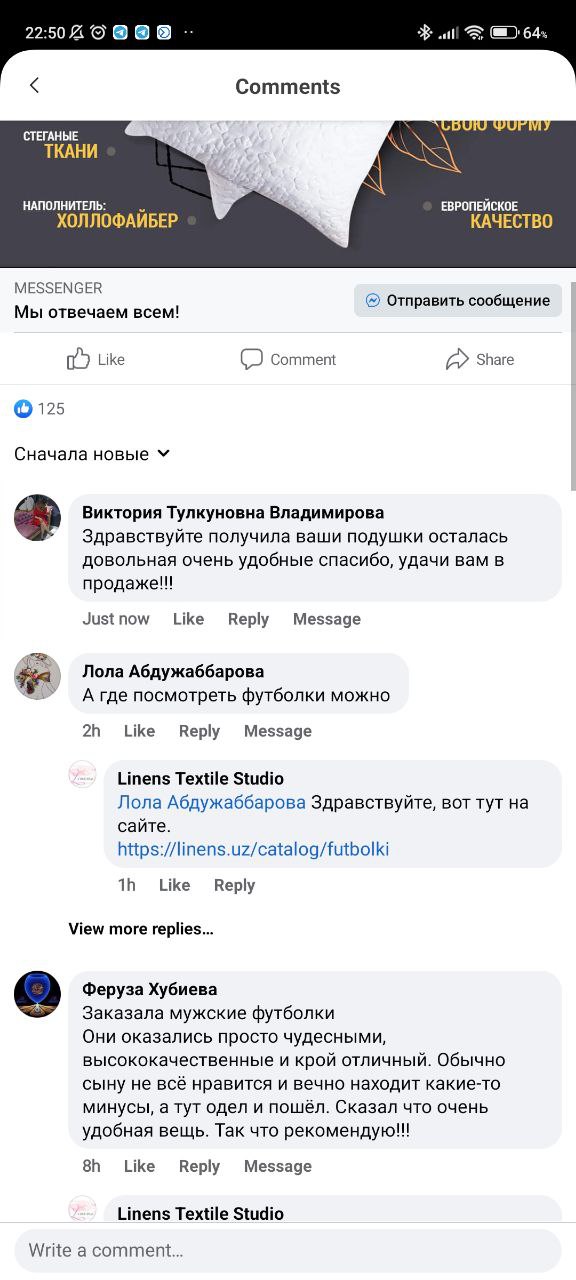 22:50
64%
Comments
СТЕГАНЫЕ
ТКАНИ
СВОЮ ФОРМУ
НАПОЛНИТЕЛЬ:
ХОЛЛОФАЙБЕР
ЕВРОПЕЙСКОЕ
КАЧЕСТВО
MESSENGER
Мы отвечаем всем!
Отправить сообщение
Like Comment Share
125
Сначала новые
Виктория Тулкуновна Владимирова
Здравствуйте получила ваши подушки осталась
довольная очень удобные спасибо, удачи вам в
продаже!!!
Just now Like Reply Message
Лола Абдужаббарова
А где посмотреть футболки можно
2h Like Reply Message
Linens Textile Studio
Лола Абдужаббарова Здравствуйте, вот тут на
сайте.
https://linens.uz/catalog/futbolki
1h Like Reply
View more replies...
Феруза Хубиева
Заказала мужские футболки
Они оказались просто чудесными,
высококачественные и крой отличный. Обычно
сыну не всё нравится и вечно находит какие-то
минусы, а тут одел и пошёл. Сказал что очень
удобная вещь. Так что рекомендую!!!
8h Like Reply Message
Linens Textile Studio
Write a comment...